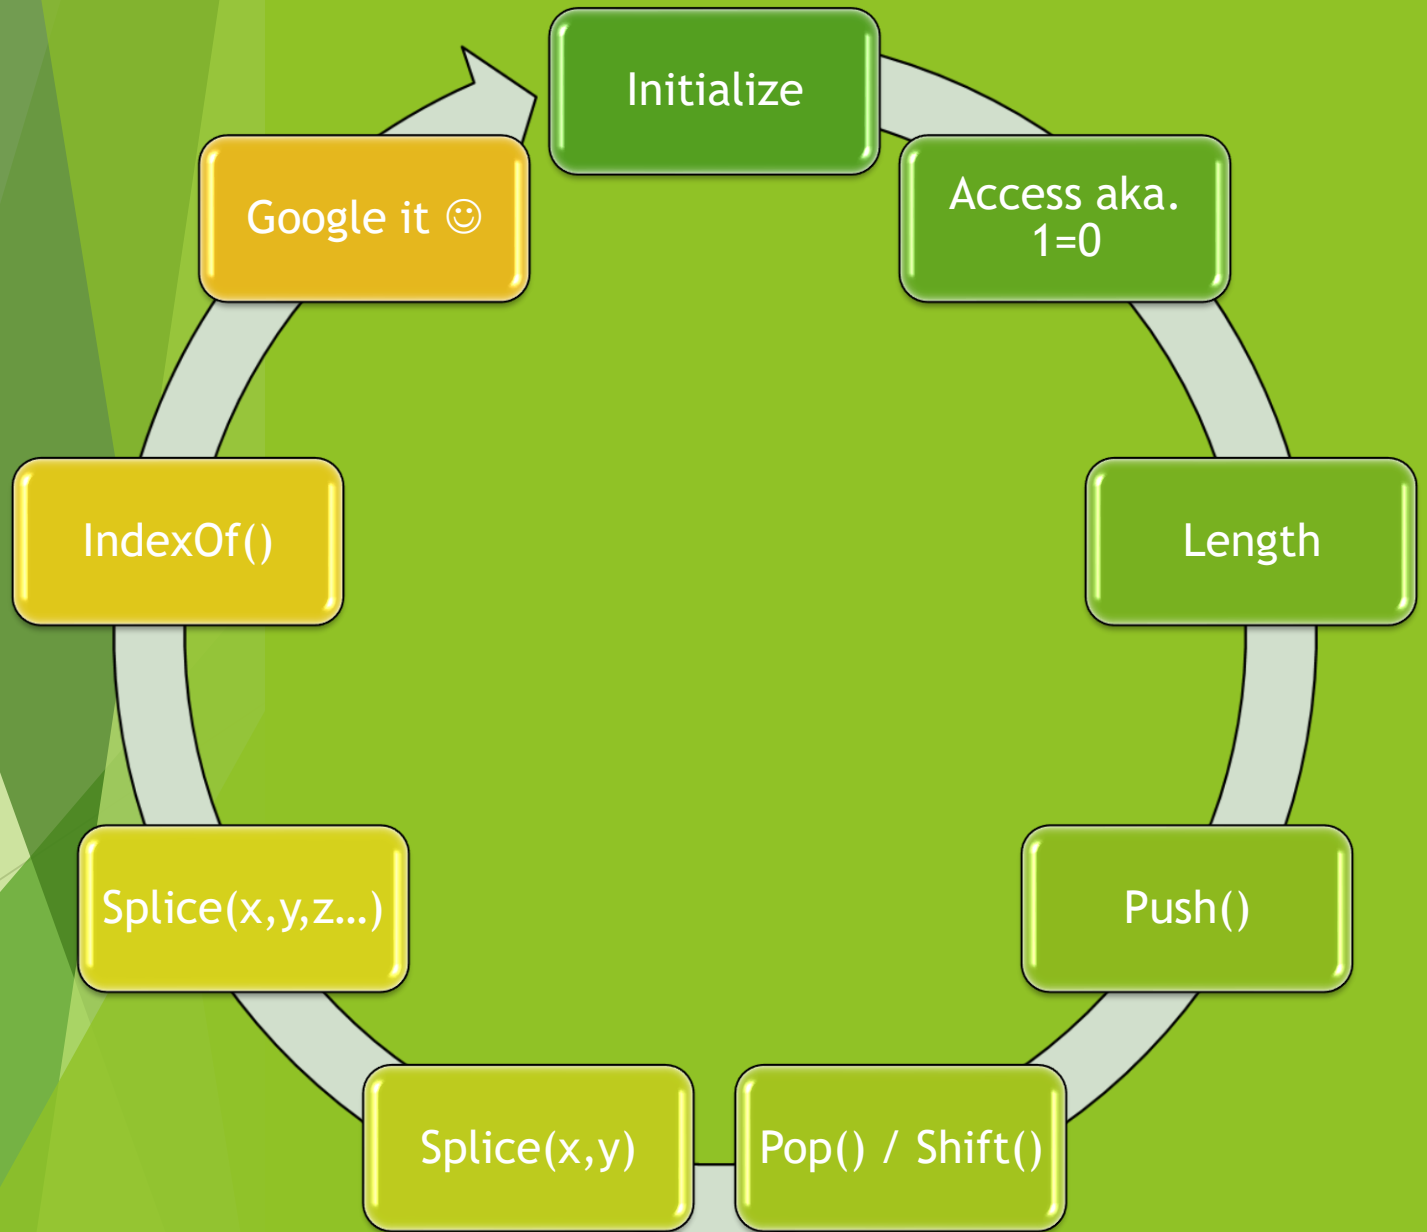 Initialize
Access aka.
1=0
Length
Push()
Pop() / Shift()
Splice(x,y)
Splice(x,y,z…)
IndexOf()
Google it ☺